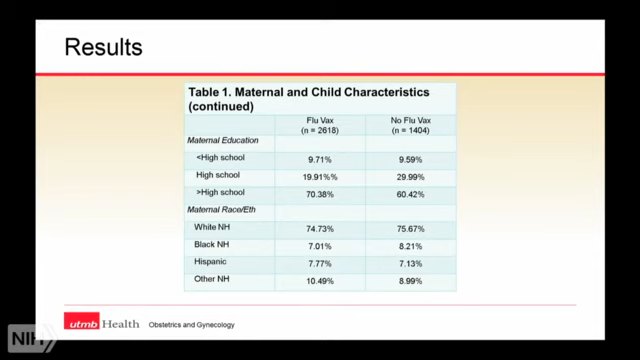 Results
Table 1. Maternal and Child Characteristics
(continued)
Flu Vax
(n = 2618)
No Flu Vax
(n = 1404)
Maternal Education
<High school 9.71% 9.59%
High school 19.91%% 29.99%
>High school 70.38% 60.42%
Maternal Race/Eth
White NH 74.73% 75.67%
Black NH 7.01% 8.21%
Hispanic 7.77% 7.13%
Other NH 10.49% 8.99%
utmb Health Obstetrics and Gynecology
NIH